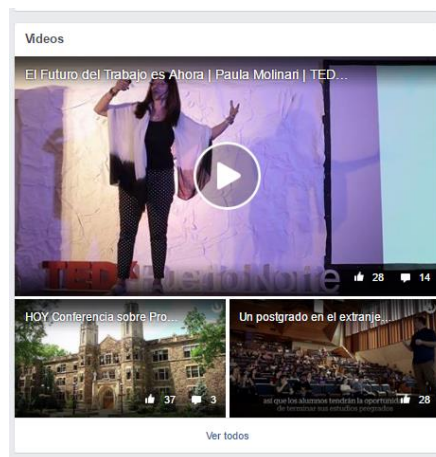 Videos
El Futuro del Trabajo es Ahora | Paula Molinari | TED...
TEDx
28 14
HOY Conferencia sobre Pro...
37 3
Un postgrado en el extranje...
así que los alumnos tendrán la oportunidad
de terminar sus estudios pregrados
28
Ver todos